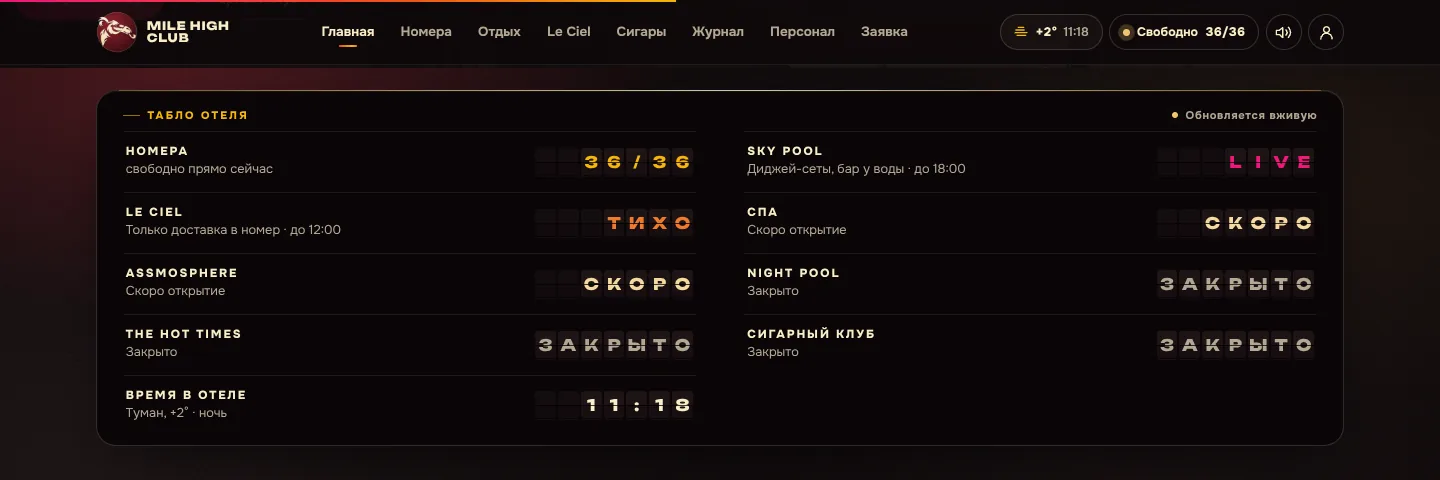 MILE HIGH
CLUB
Главная Номера Отдых Le Ciel Сигары Журнал Персонал Заявка
+2° 11:18
Свободно 36/36
ТАБЛО ОТЕЛЯ
Обновляется вживую
НОМЕРА
свободно прямо сейчас
36/36
SKY POOL
Диджей-сеты, бар у воды · до 18:00
LIVE
LE CIEL
Только доставка в номер · до 12:00
ТИХО
СПА
Скоро открытие
СКОРО
ASSMOSPHERE
Скоро открытие
СКОРО
NIGHT POOL
Закрыто
ЗАКРЫТО
THE HOT TIMES
Закрыто
ЗАКРЫТО
СИГАРНЫЙ КЛУБ
Закрыто
ЗАКРЫТО
ВРЕМЯ В ОТЕЛЕ
Туман, +2° · ночь
11:18